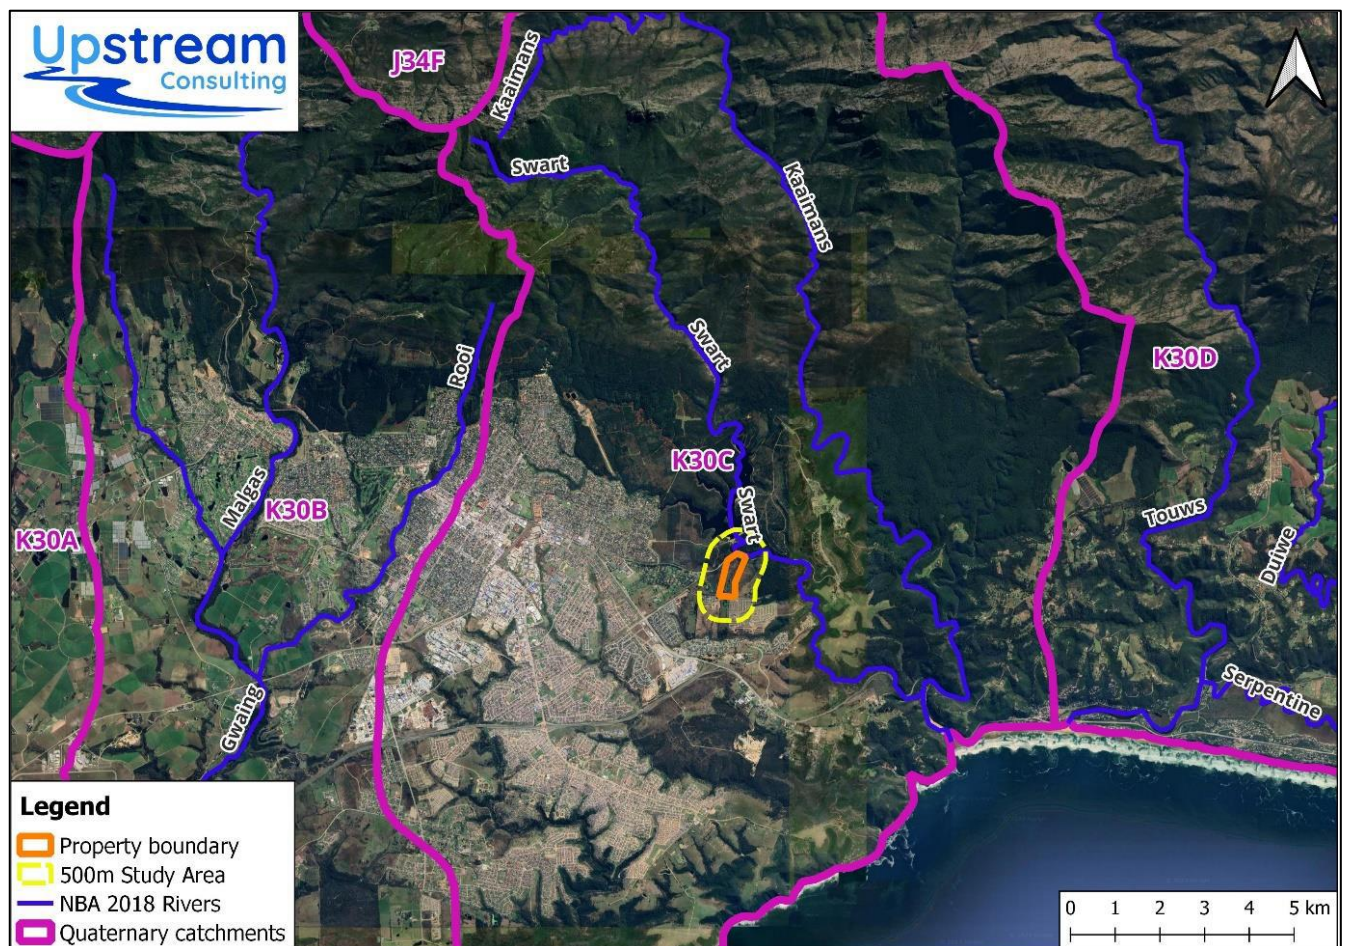 Upstream
Consulting
J34F
Kaaimans
Swart
Kaaimans
Swart
Rooi
K30D
K30C
Malgas
K30B
Swart
K30A
Touws
Duiwe
Serpentine
Gwaing
Legend
Property boundary
500m Study Area
NBA 2018 Rivers
Quaternary catchments
0 1 2 3 4 5 km